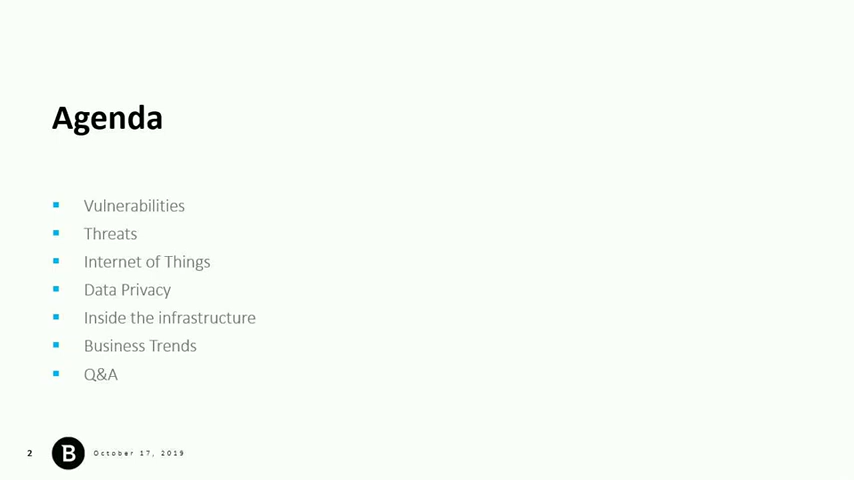 Agenda
Vulnerabilities
Threats
Internet of Things
Data Privacy
Inside the infrastructure
Business Trends
Q&A
2 B October 17, 2019